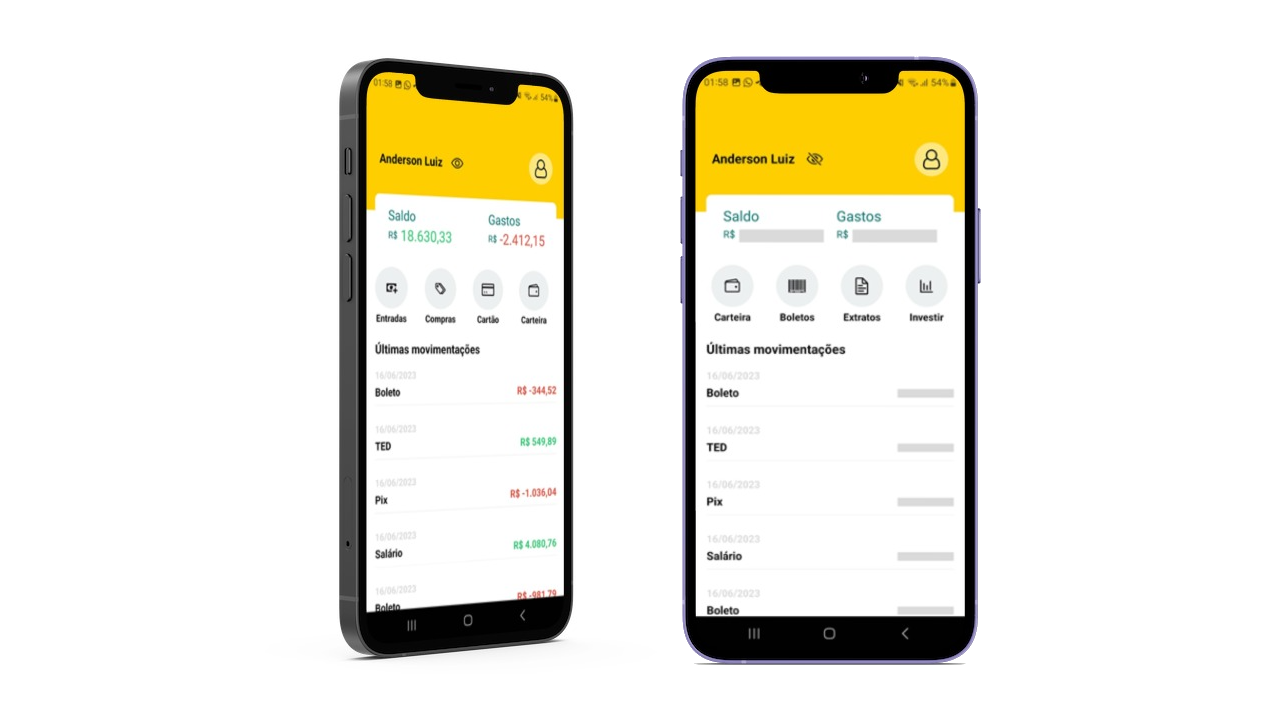 01:58
54%
Anderson Luiz
Saldo
Gastos
R$ 18.630,33
R$ -2.412,15
Entradas
Compras
Cartão
Carteira
Últimas movimentações
16/06/2023
Boleto
R$ -344,52
16/06/2023
TED
R$ 549,89
16/06/2023
Pix
R$ -1.036,04
16/06/2023
Salário
R$ 4.080,76
16/06/2023
Boleto
R$ -981,79
01:58
54%
Anderson Luiz
Saldo
Gastos
R$
R$
Carteira
Boletos
Extratos
Investir
Últimas movimentações
16/06/2023
Boleto
16/06/2023
TED
16/06/2023
Pix
16/06/2023
Salário
16/06/2023
Boleto